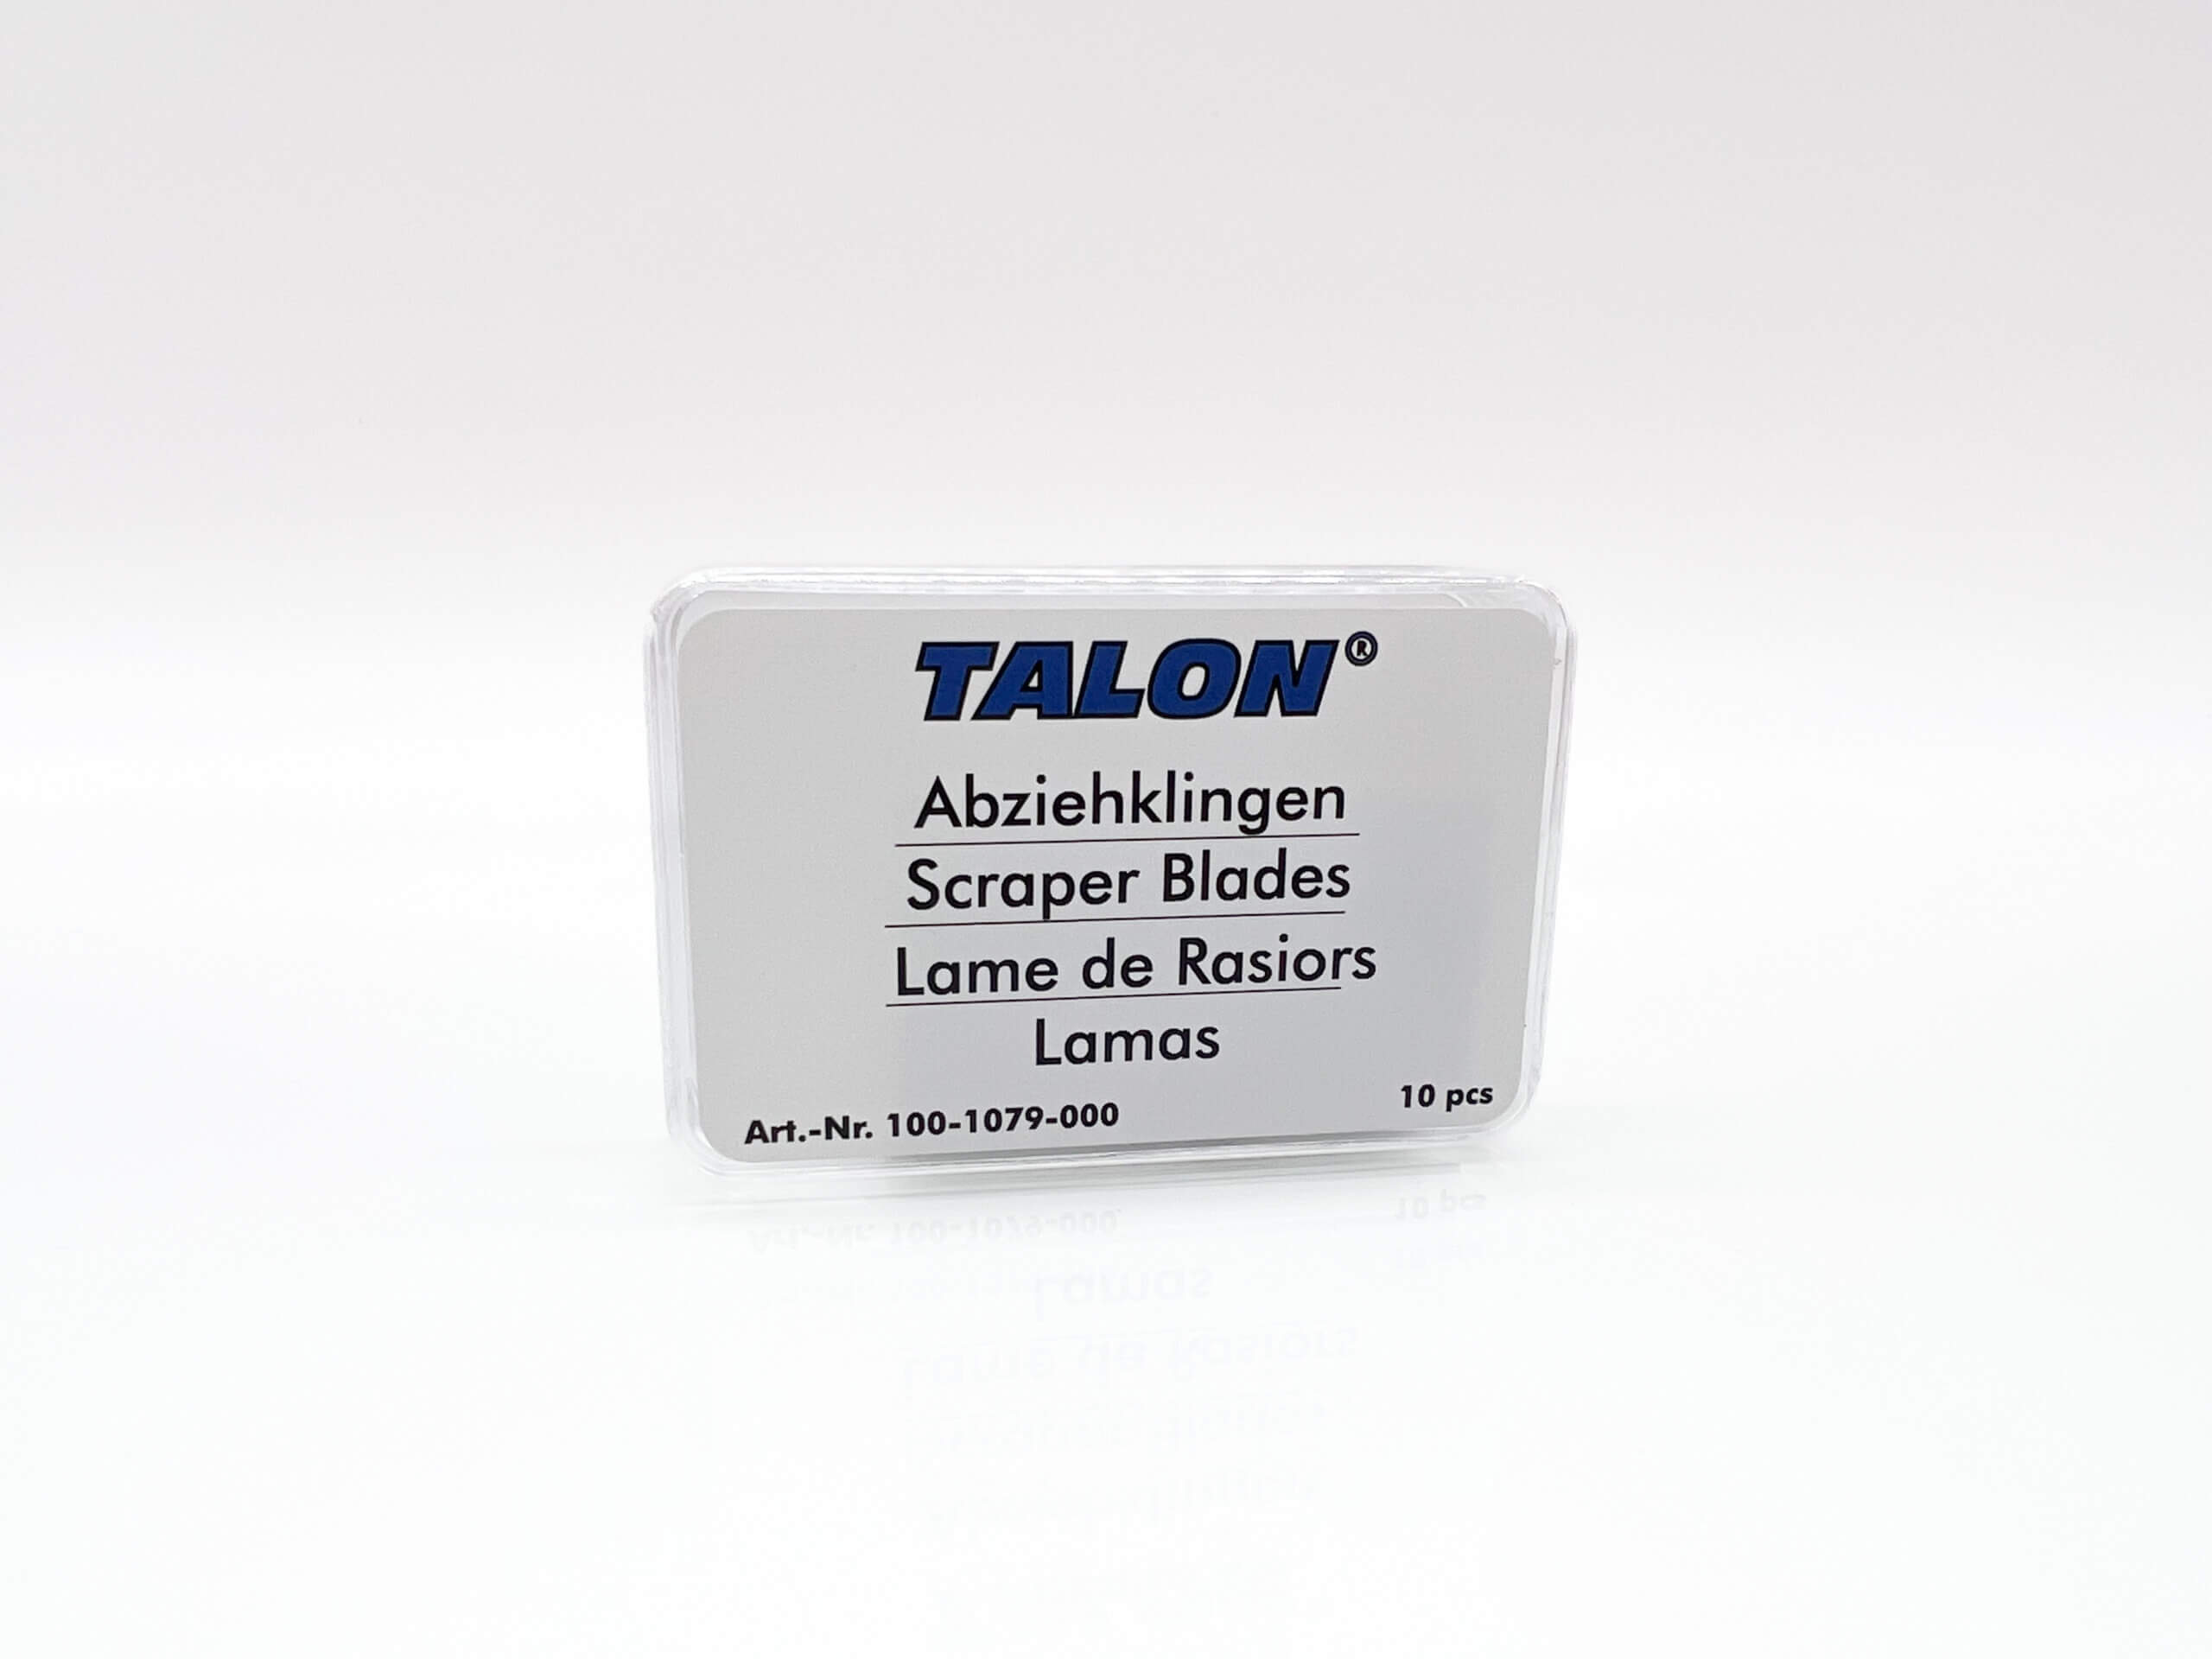 TALON®
Abziehklingen
Scraper Blades
Lame de Rasiors
Lamas
Art.-Nr. 100-1079-000
10 pcs